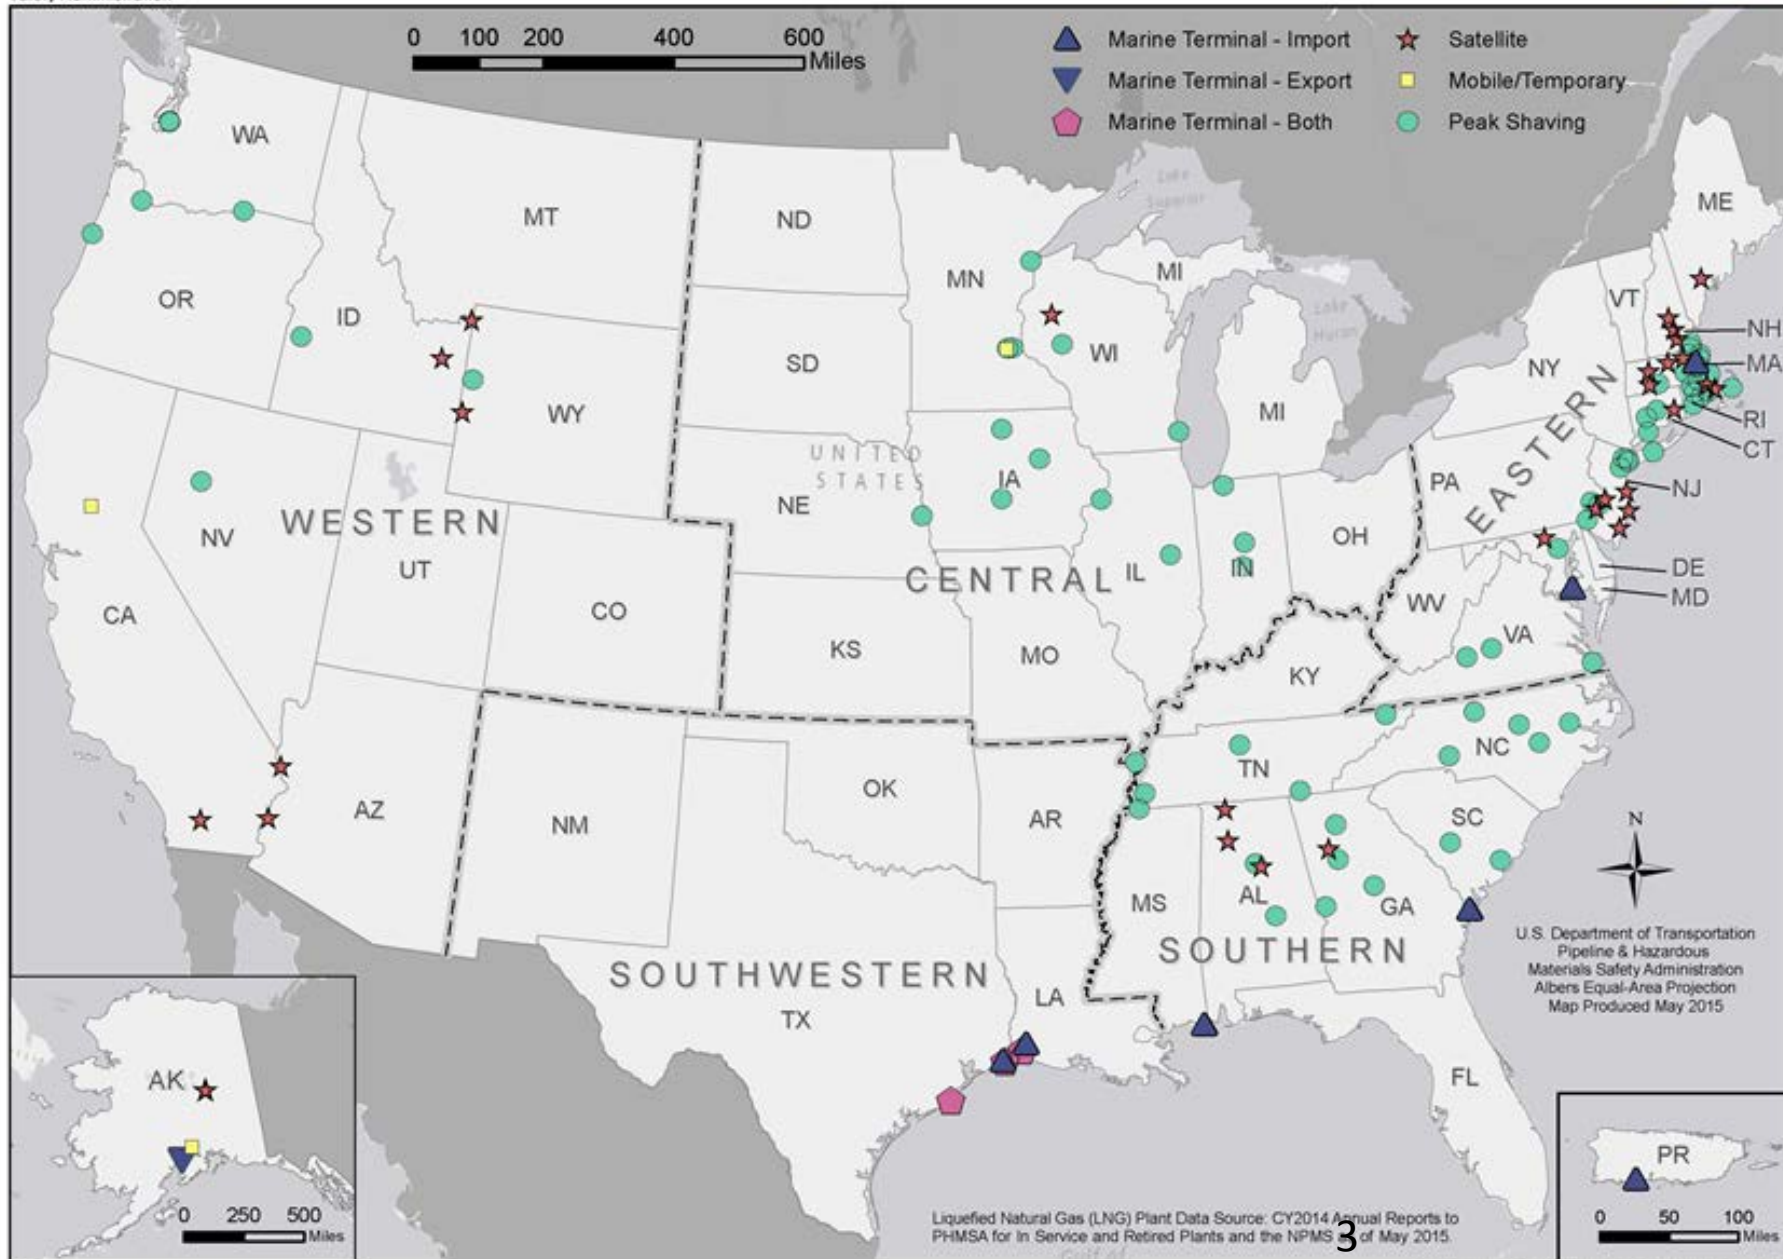 0 100 200 400 600
Miles
Marine Terminal - Import
Marine Terminal - Export
Marine Terminal - Both
Satellite
Mobile/Temporary
Peak Shaving
WA
MT
ND
MN
MI
ME
Lake
Superior
OR
ID
SD
WI
Lake
Huron
VT
NH
MA
NY
RI
CT
WY
MI
UNITED
STATES
IA
NE
PA
EASTERN
NJ
NV
WESTERN
UT
CENTRAL
IL
IN
OH
DE
MD
CA
CO
KS
MO
WV
VA
KY
AZ
NM
OK
AR
TN
NC
SC
N
MS
AL
GA
SOUTHERN
SOUTHWESTERN
TX
LA
FL
U.S. Department of Transportation
Pipeline & Hazardous
Materials Safety Administration
Albers Equal-Area Projection
Map Produced May 2015
AK
0 250 500
Miles
PR
0 50 100
Miles
Liquefied Natural Gas (LNG) Plant Data Source: CY2014 Annual Reports to
PHMSA for In Service and Retired Plants and the NPMS of May 2015.
3